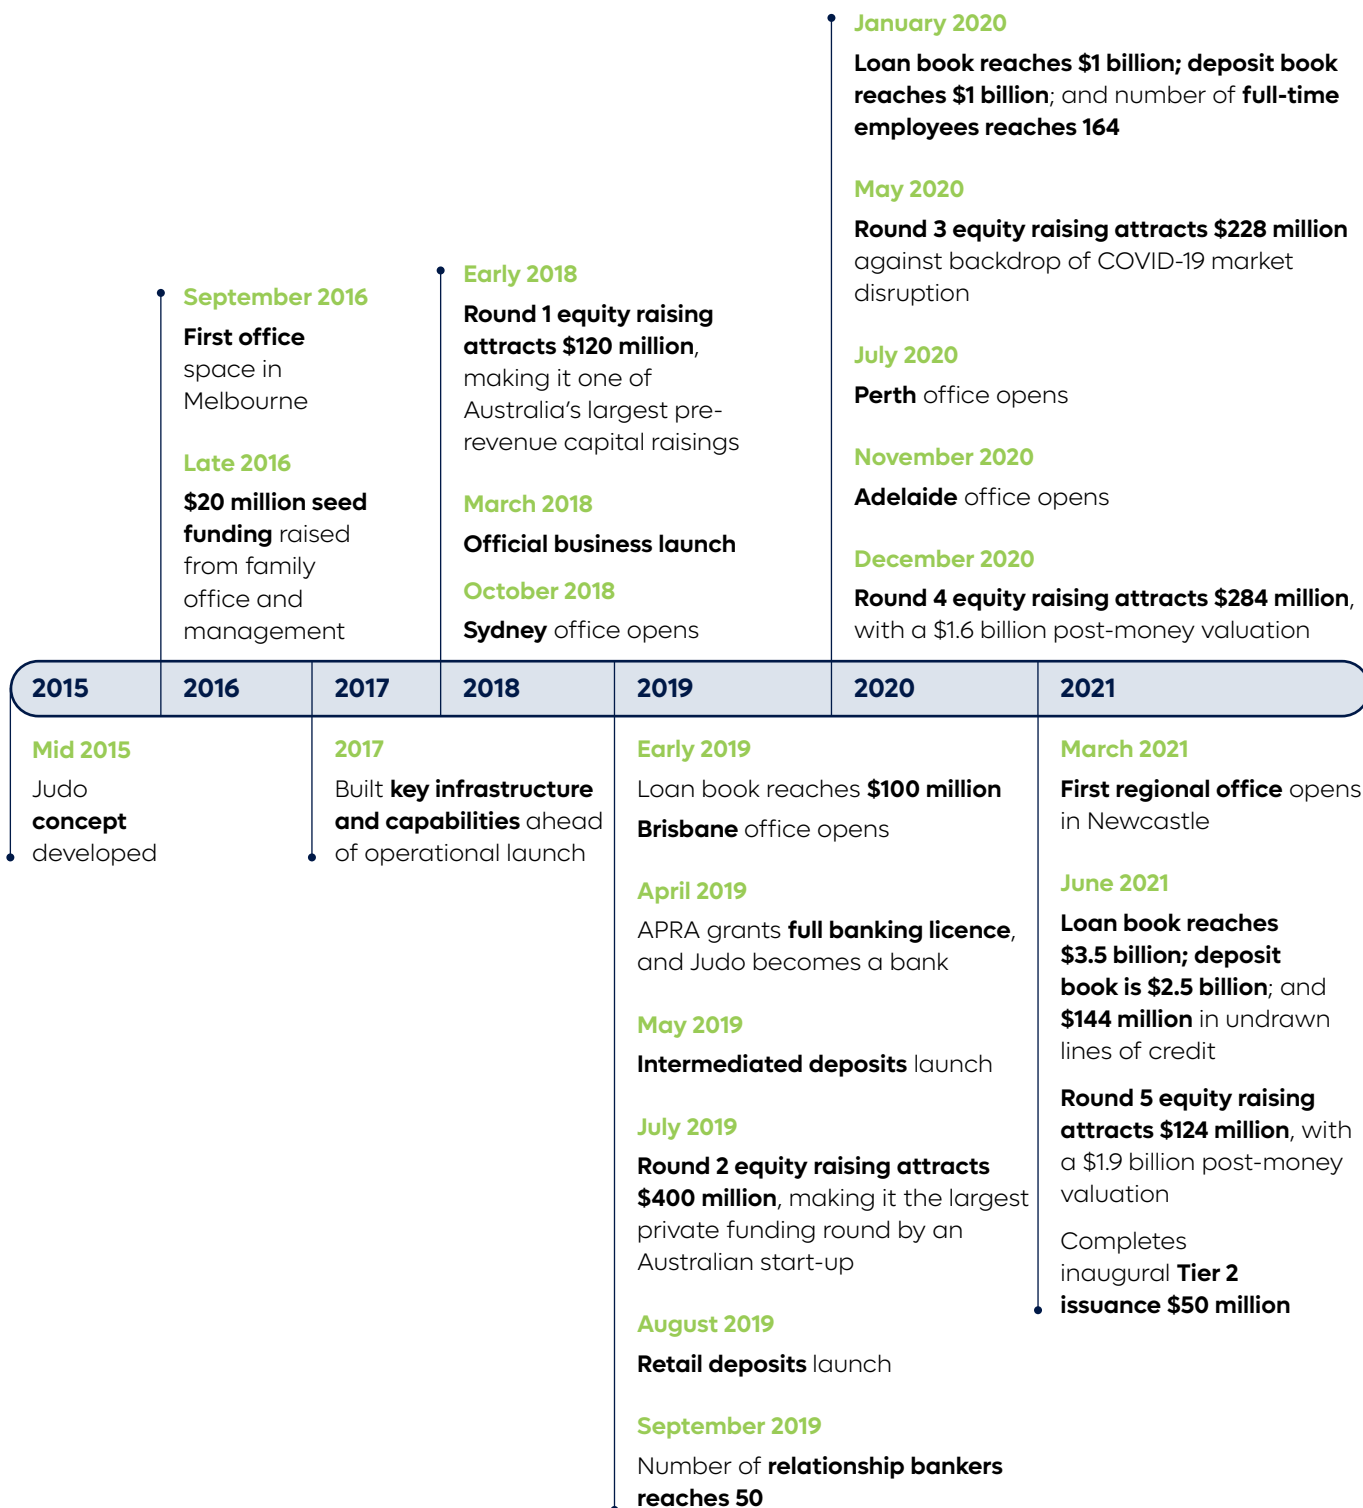 January 2020
Loan book reaches $1 billion; deposit book
reaches $1 billion; and number of full-time
employees reaches 164
May 2020
Round 3 equity raising attracts $228 million
against backdrop of COVID-19 market
disruption
July 2020
Perth office opens
November 2020
Adelaide office opens
December 2020
Round 4 equity raising attracts $284 million,
with a $1.6 billion post-money valuation
Early 2018
Round 1 equity raising
attracts $120 million,
making it one of
Australia’s largest pre-
revenue capital raisings
March 2018
Official business launch
October 2018
Sydney office opens
September 2016
First office
space in
Melbourne
Late 2016
$20 million seed
funding raised
from family
office and
management
2015 2016 2017 2018 2019 2020 2021
Mid 2015
Judo
concept
developed
2017
Built key infrastructure
and capabilities ahead
of operational launch
Early 2019
Loan book reaches $100 million
Brisbane office opens
April 2019
APRA grants full banking licence,
and Judo becomes a bank
May 2019
Intermediated deposits launch
July 2019
Round 2 equity raising attracts
$400 million, making it the largest
private funding round by an
Australian start-up
August 2019
Retail deposits launch
September 2019
Number of relationship bankers
reaches 50
March 2021
First regional office opens
in Newcastle
June 2021
Loan book reaches
$3.5 billion; deposit
book is $2.5 billion; and
$144 million in undrawn
lines of credit
Round 5 equity raising
attracts $124 million, with
a $1.9 billion post-money
valuation
Completes
inaugural Tier 2
issuance $50 million